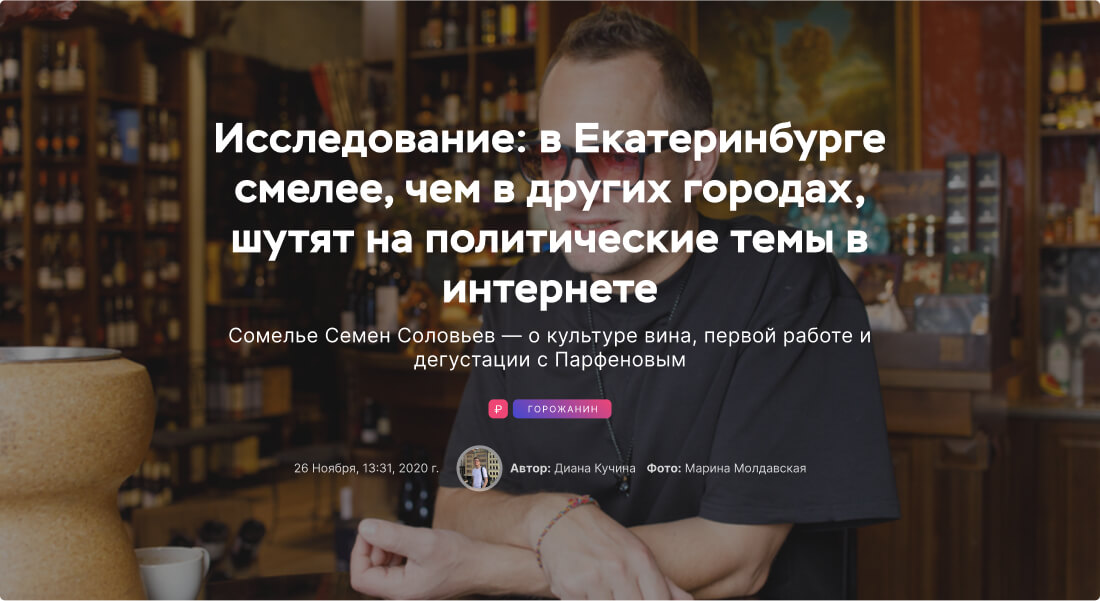 Исследование: в Екатеринбурге
смелее, чем в других городах,
шутят на политические темы в
интернете
Сомелье Семен Соловьев — о культуре вина, первой работе и
дегустации с Парфеновым
₽ ГОРОЖАНИН
26 Ноября, 13:31, 2020 г. Автор: Диана Кучина Фото: Марина Молдавская